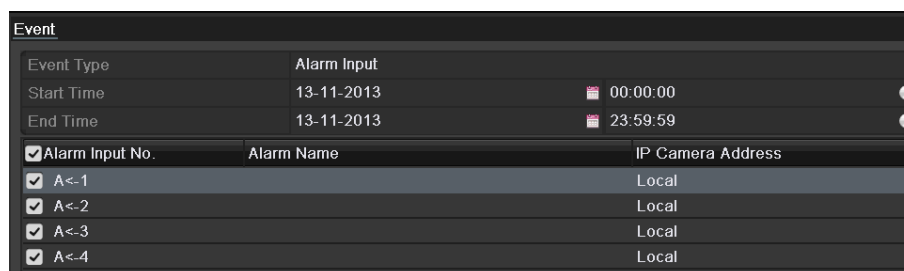 Event
Event Type Alarm Input
Start Time 13-11-2013 00:00:00
End Time 13-11-2013 23:59:59
Alarm Input No. Alarm Name IP Camera Address
A<-1 Local
A<-2 Local
A<-3 Local
A<-4 Local